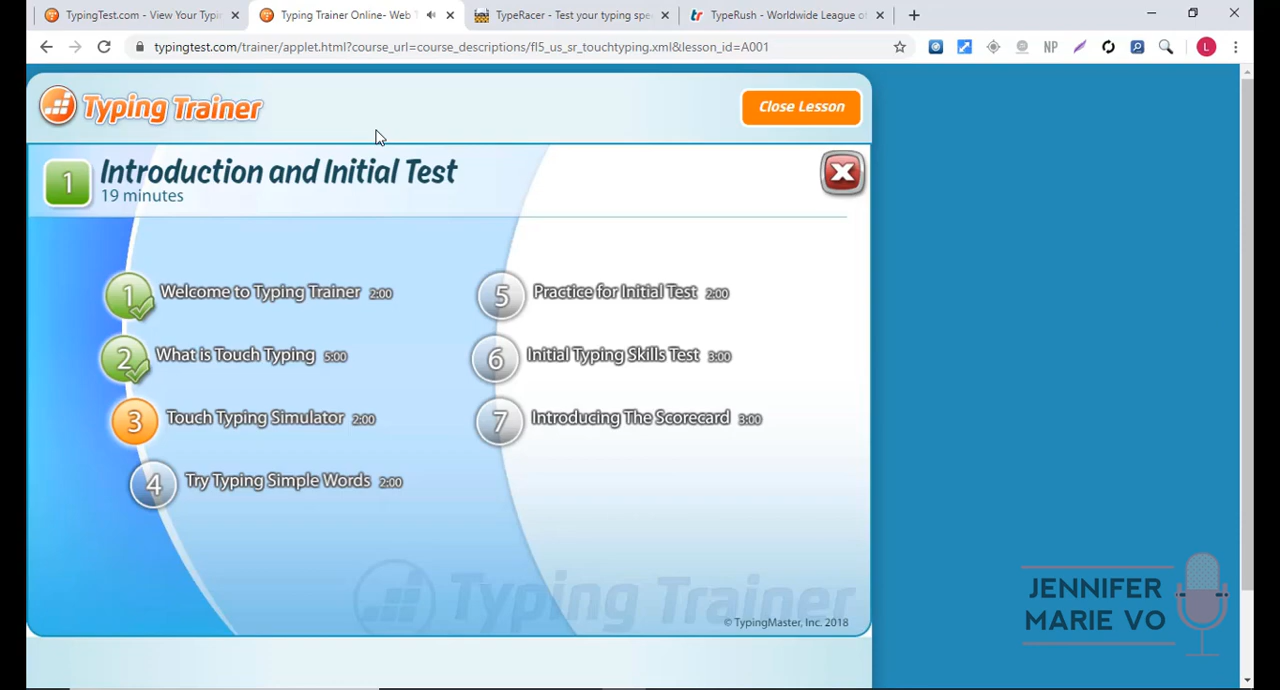 TypingTest.com - View Your Typi
Typing Trainer Online- Web T
TypeRacer - Test your typing spe
TypeRush - Worldwide League of
typingtest.com/trainer/applet.html?course_url=course_descriptions/fl5_us_sr_touchtyping.xml&lesson_id=A001
NP
L
Typing Trainer
Close Lesson
1
Introduction and Initial Test
19 minutes
1 Welcome to Typing Trainer 2:00
2 What is Touch Typing 5:00
3 Touch Typing Simulator 2:00
4 Try Typing Simple Words 2:00
5 Practice for Initial Test 2:00
6 Initial Typing Skills Test 3:00
7 Introducing The Scorecard 3:00
Typing Trainer
© TypingMaster, Inc. 2018
JENNIFER
MARIE VO